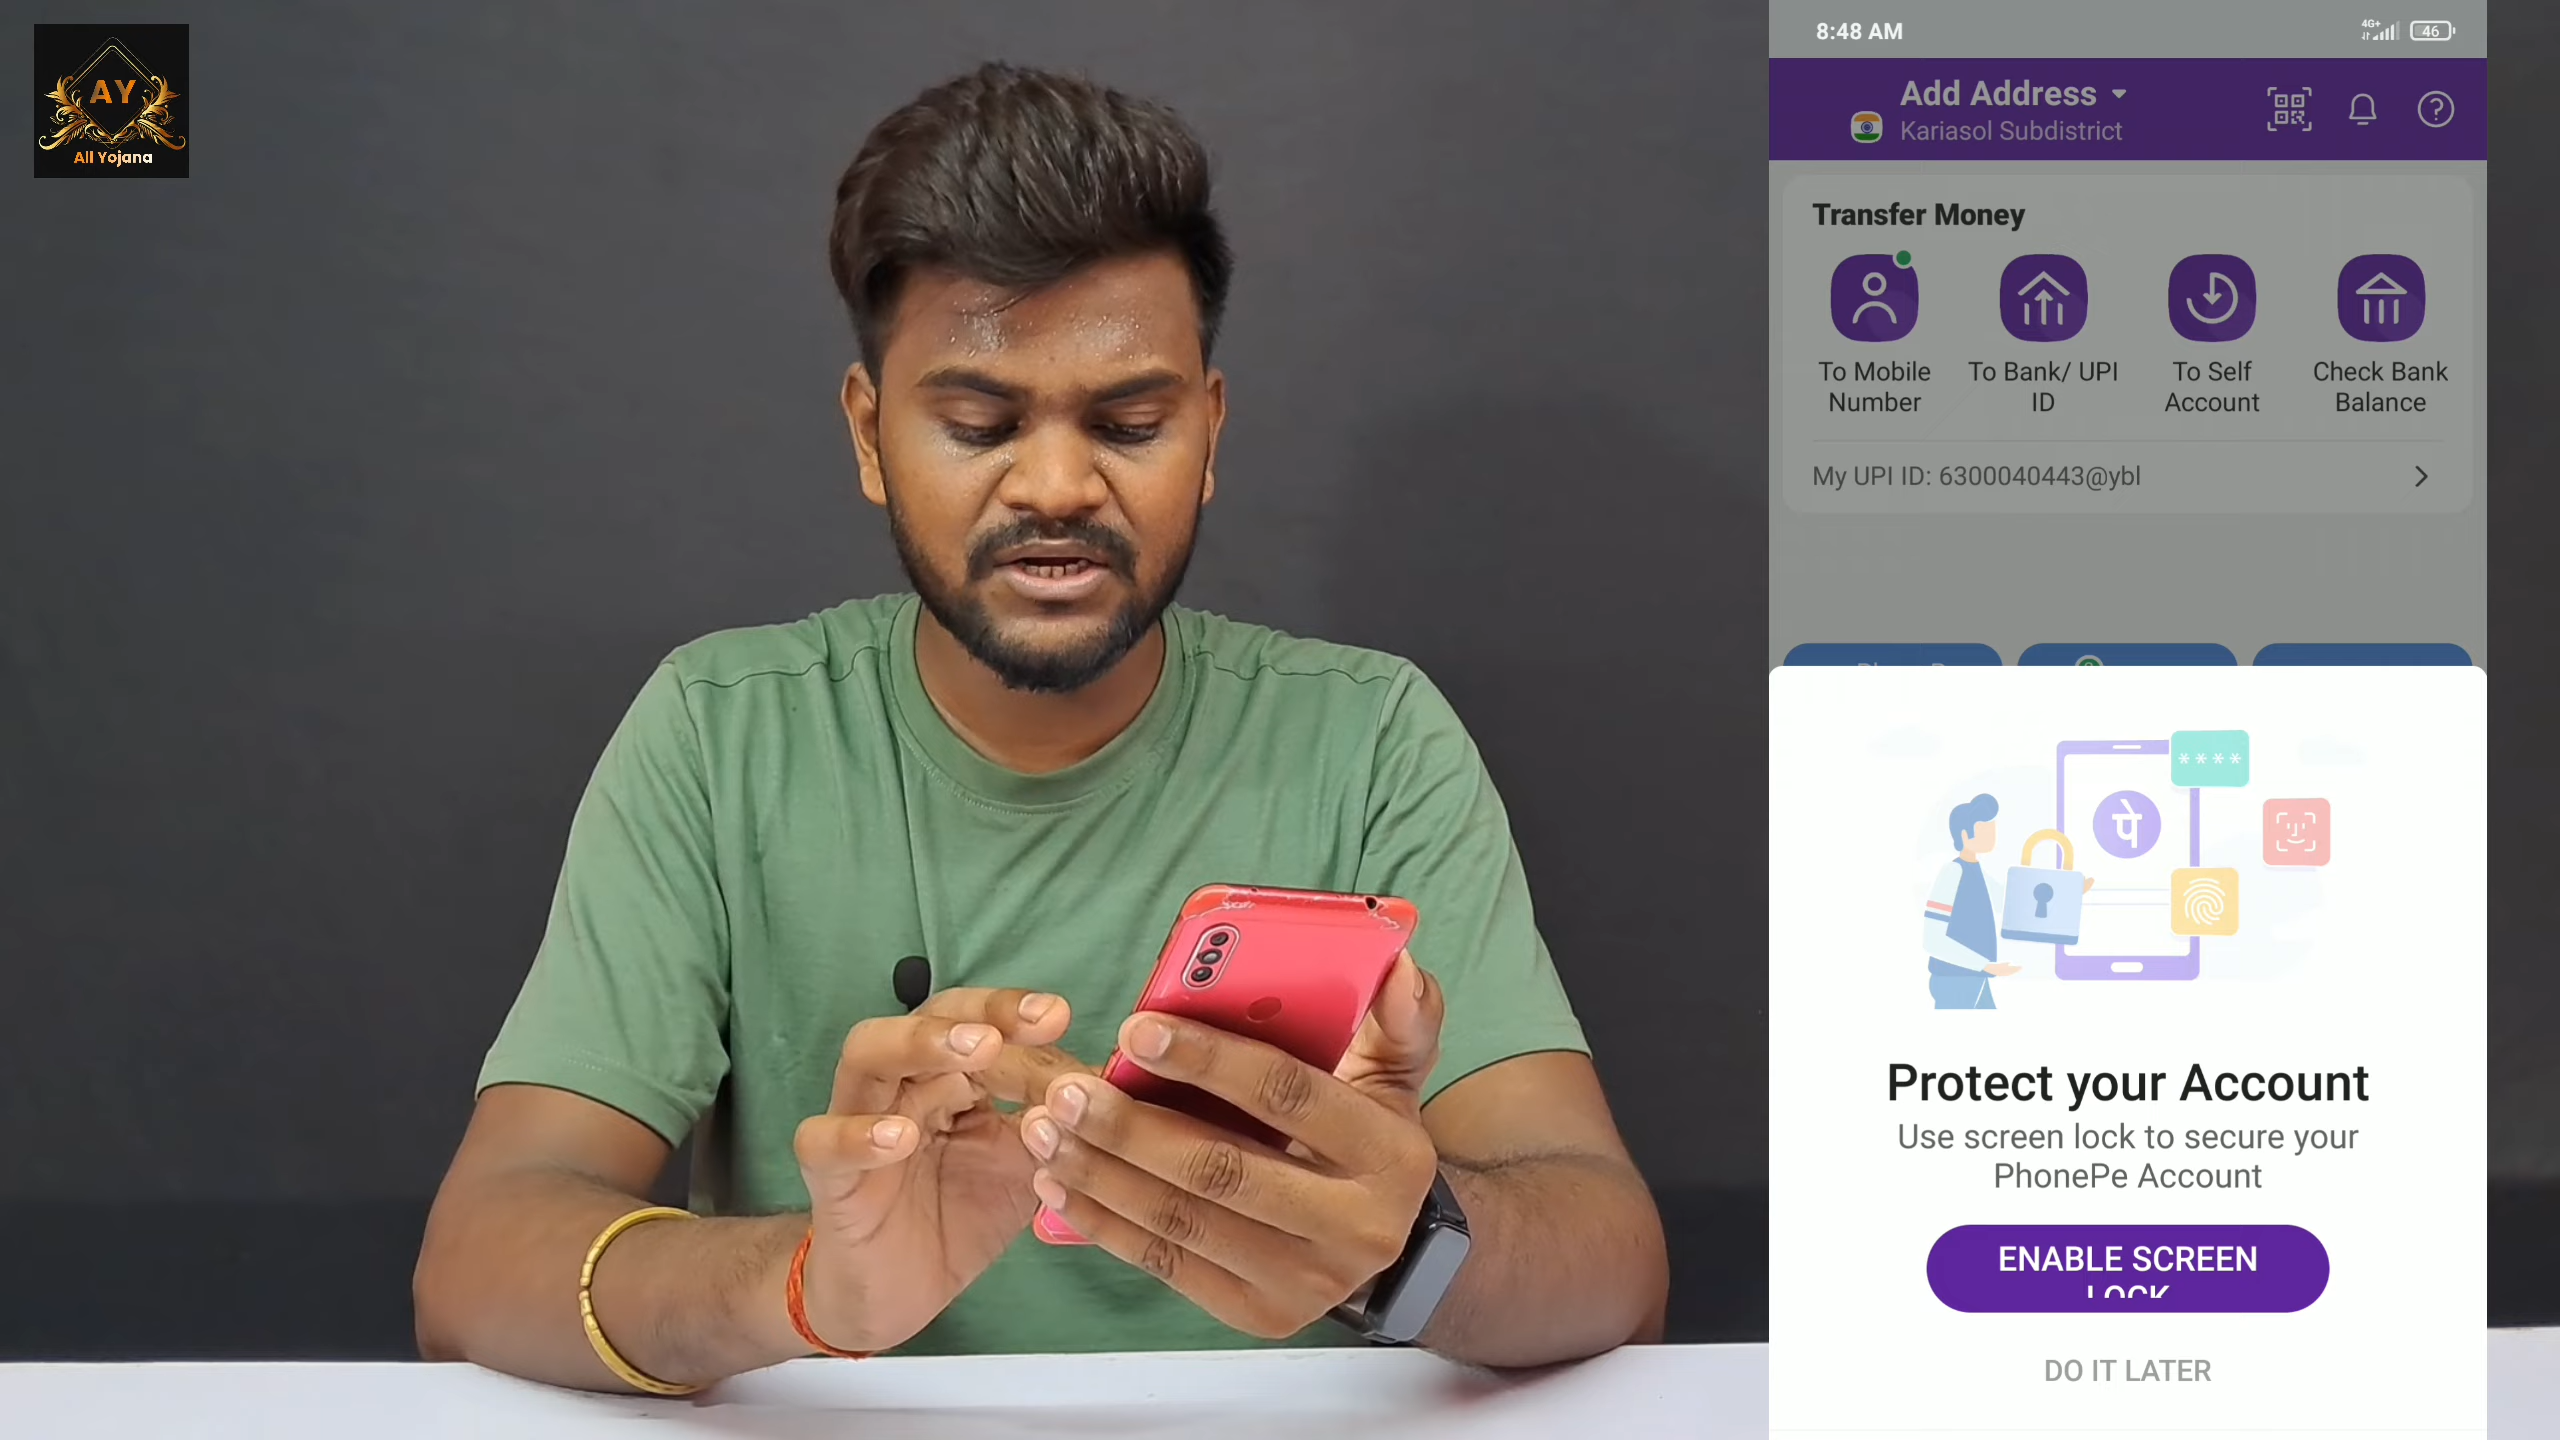 AY
All Yojana
8:48 AM
4G+
46
Add Address
Kariasol Subdistrict
Transfer Money
To Mobile
Number
To Bank/ UPI
ID
To Self
Account
Check Bank
Balance
My UPI ID: 6300040443@ybl
****
पे
Protect your Account
Use screen lock to secure your
PhonePe Account
ENABLE SCREEN
LOCK
DO IT LATER